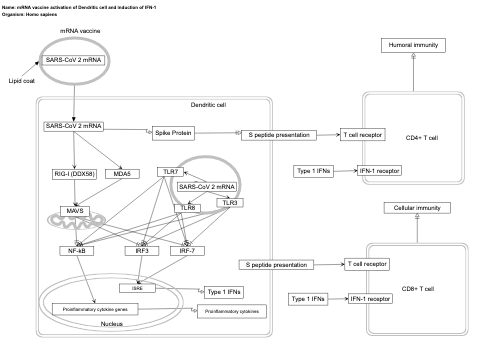 Name: mRNA vaccine activation of Dendritic cell and induction of IFN-1
Organism: Homo sapiens
mRNA vaccine
SARS-CoV 2 mRNA
Lipid coat
Humoral immunity
Dendritic cell
SARS-CoV 2 mRNA
Spike Protein
S peptide presentation
T cell receptor
CD4+ T cell
RIG-I (DDX58)
MDA5
TLR7
SARS-CoV 2 mRNA
Type 1 IFNs
IFN-1 receptor
TLR8
TLR3
MAVS
Cellular immunity
NF-kB
IRF3
IRF-7
S peptide presentation
T cell receptor
ISRE
Type 1 IFNs
CD8+ T cell
Type 1 IFNs
IFN-1 receptor
Proinflammatory cytokine genes
Proinflammatory cytokines
Nucleus